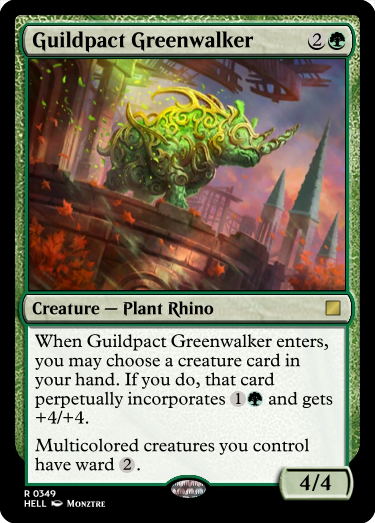 Guildpact Greenwalker 2
Creature — Plant Rhino
When Guildpact Greenwalker enters,
you may choose a creature card in
your hand. If you do, that card
perpetually incorporates 1 and gets
+4/+4.
Multicolored creatures you control
have ward 2.
4/4
R 0349
HELL Monztre